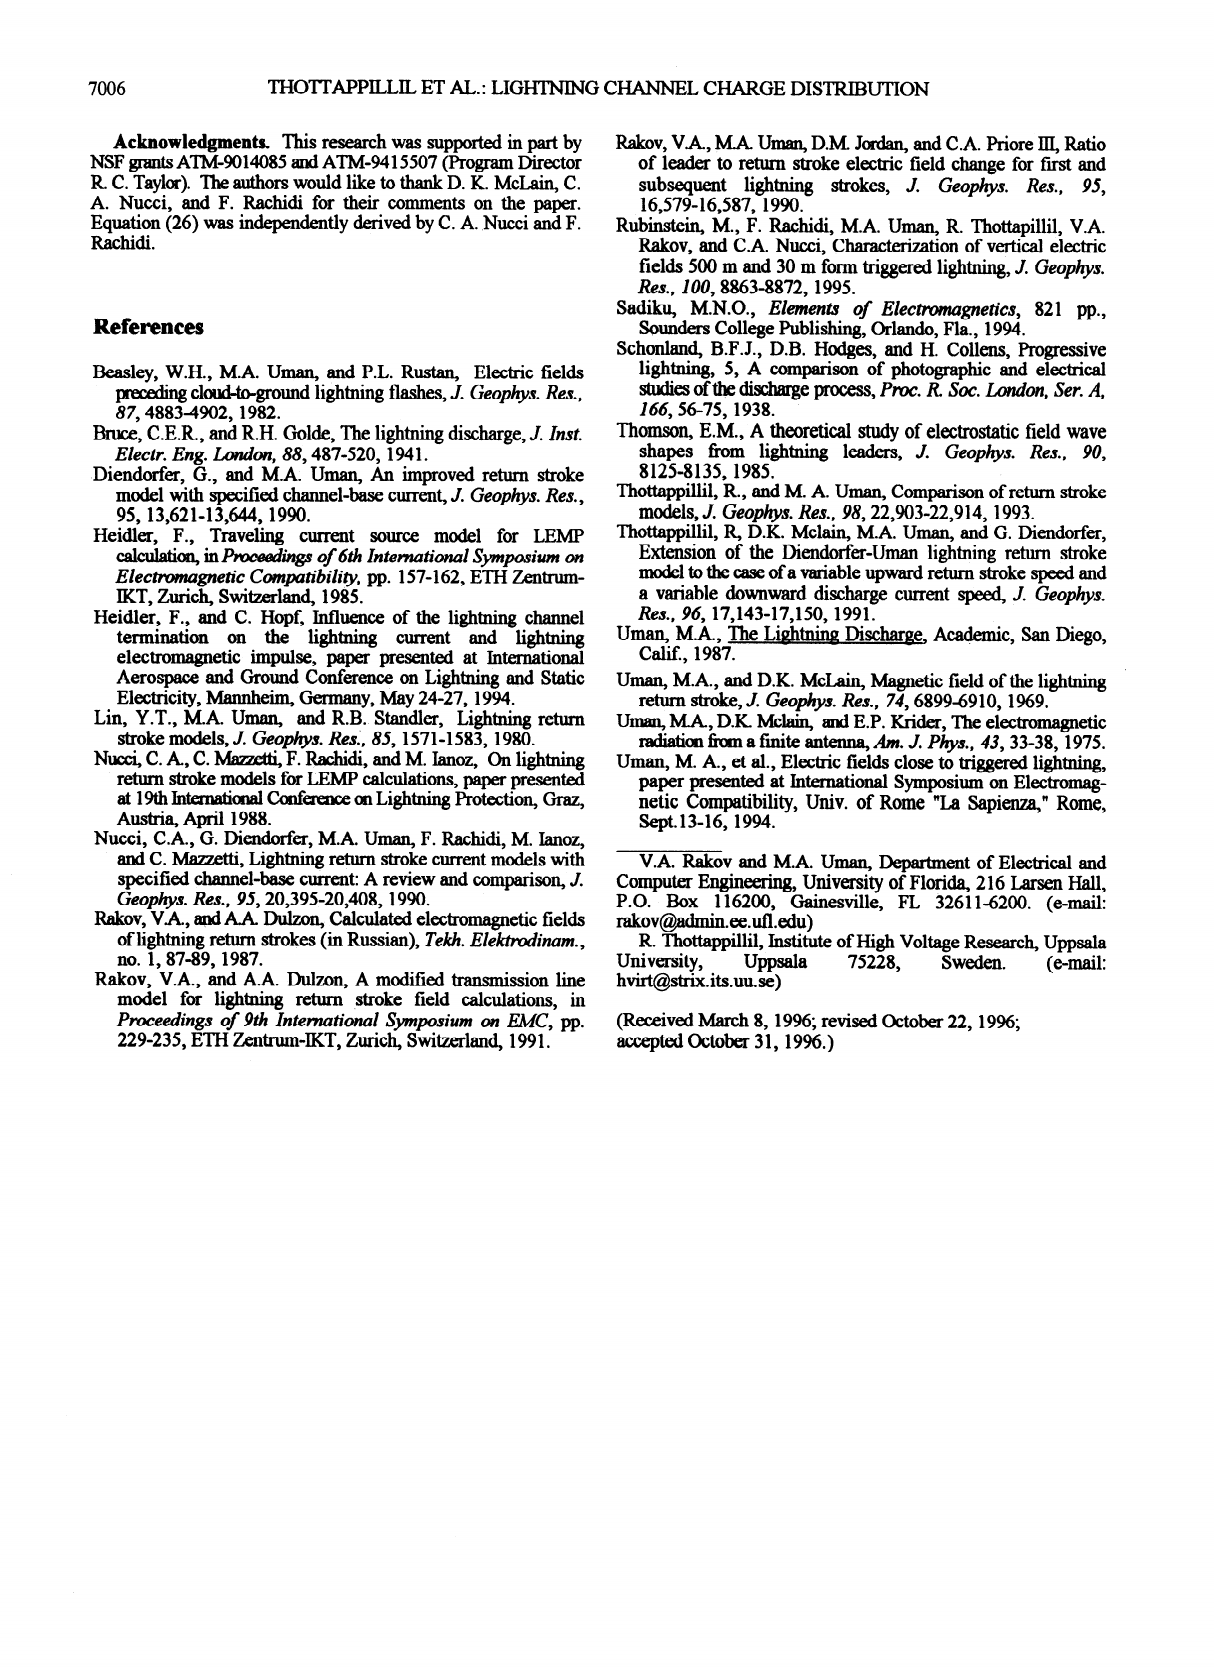 7006
THOTTAPPILLIL ET AL.: LIGHTNING CHANNEL CHARGE DISTRIBUTION
Acknowledgments. This research was supported in part by
NSF grants ATM-9014085 and ATM-9415507 (Program Director
R. C. Taylor). The authors would like to thank D. K. McLain, C.
A. Nucci, and F. Rachidi for their comments on the paper.
Equation (26) was independently derived by C. A. Nucci and F.
Rachidi.
References
Beasley, W.H., M.A. Uman, and P.L. Rustan, Electric fields
preceding cloud-to-ground lightning flashes, J. Geophys. Res.,
87, 4883-4902, 1982.
Bruce, C.E.R., and R.H. Golde, The lightning discharge, J. Inst.
Electr. Eng. London, 88, 487-520, 1941.
Diendorfer, G., and M.A. Uman, An improved return stroke
model with specified channel-base current, J. Geophys. Res.,
95, 13,621-13,644, 1990.
Heidler, F., Traveling current source model for LEMP
calculation, in Proceedings of 6th International Symposium on
Electromagnetic Compatibility, pp. 157-162, ETH Zentrum-
IKT, Zurich, Switzerland, 1985.
Heidler, F., and C. Hopf, Influence of the lightning channel
termination on the lightning current and lightning
electromagnetic impulse, paper presented at International
Aerospace and Ground Conference on Lightning and Static
Electricity, Mannheim, Germany, May 24-27, 1994.
Lin, Y.T., M.A. Uman, and R.B. Standler, Lightning return
stroke models, J. Geophys. Res., 85, 1571-1583, 1980.
Nucci, C. A., C. Mazzetti, F. Rachidi, and M. Ianoz, On lightning
return stroke models for LEMP calculations, paper presented
at 19th International Conference on Lightning Protection, Graz,
Austria, April 1988.
Nucci, C.A., G. Diendorfer, M.A. Uman, F. Rachidi, M. Ianoz,
and C. Mazzetti, Lightning return stroke current models with
specified channel-base current: A review and comparison, J.
Geophys. Res., 95, 20,395-20,408, 1990.
Rakov, V.A., and A.A. Dulzon, Calculated electromagnetic fields
of lightning return strokes (in Russian), Tekh. Elektrodinam.,
no. 1, 87-89, 1987.
Rakov, V.A., and A.A. Dulzon, A modified transmission line
model for lightning return stroke field calculations, in
Proceedings of 9th International Symposium on EMC, pp.
229-235, ETH Zentrum-IKT, Zurich, Switzerland, 1991.
Rakov, V.A., M.A. Uman, D.M. Jordan, and C.A. Priore III, Ratio
of leader to return stroke electric field change for first and
subsequent lightning strokes, J. Geophys. Res., 95,
16,579-16,587, 1990.
Rubinstein, M., F. Rachidi, M.A. Uman, R. Thottapillil, V.A.
Rakov, and C.A. Nucci, Characterization of vertical electric
fields 500 m and 30 m form triggered lightning, J. Geophys.
Res., 100, 8863-8872, 1995.
Sadiku, M.N.O., Elements of Electromagnetics, 821 pp.,
Sounders College Publishing, Orlando, Fla., 1994.
Schonland, B.F.J., D.B. Hodges, and H. Collens, Progressive
lightning, 5, A comparison of photographic and electrical
studies of the discharge process, Proc. R. Soc. London, Ser. A,
166, 56-75, 1938.
Thomson, E.M., A theoretical study of electrostatic field wave
shapes from lightning leaders, J. Geophys. Res., 90,
8125-8135, 1985.
Thottappillil, R., and M. A. Uman, Comparison of return stroke
models, J. Geophys. Res., 98, 22,903-22,914, 1993.
Thottappillil, R, D.K. Mclain, M.A. Uman, and G. Diendorfer,
Extension of the Diendorfer-Uman lightning return stroke
model to the case of a variable upward return stroke speed and
a variable downward discharge current speed, J. Geophys.
Res., 96, 17,143-17,150, 1991.
Uman, M.A., The Lightning Discharge, Academic, San Diego,
Calif., 1987.
Uman, M.A., and D.K. McLain, Magnetic field of the lightning
return stroke, J. Geophys. Res., 74, 6899-6910, 1969.
Uman, M.A., D.K. Mclain, and E.P. Krider, The electromagnetic
radiation from a finite antenna, Am. J. Phys., 43, 33-38, 1975.
Uman, M. A., et al., Electric fields close to triggered lightning,
paper presented at International Symposium on Electromag-
netic Compatibility, Univ. of Rome "La Sapienza," Rome,
Sept.13-16, 1994.
V.A. Rakov and M.A. Uman, Department of Electrical and
Computer Engineering, University of Florida, 216 Larsen Hall,
P.O. Box 116200, Gainesville, FL 32611-6200. (e-mail:
rakov@admin.ee.ufl.edu)
R. Thottappillil, Institute of High Voltage Research, Uppsala
University, Uppsala 75228, Sweden. (e-mail:
hvirt@strix.its.uu.se)
(Received March 8, 1996; revised October 22, 1996;
accepted October 31, 1996.)